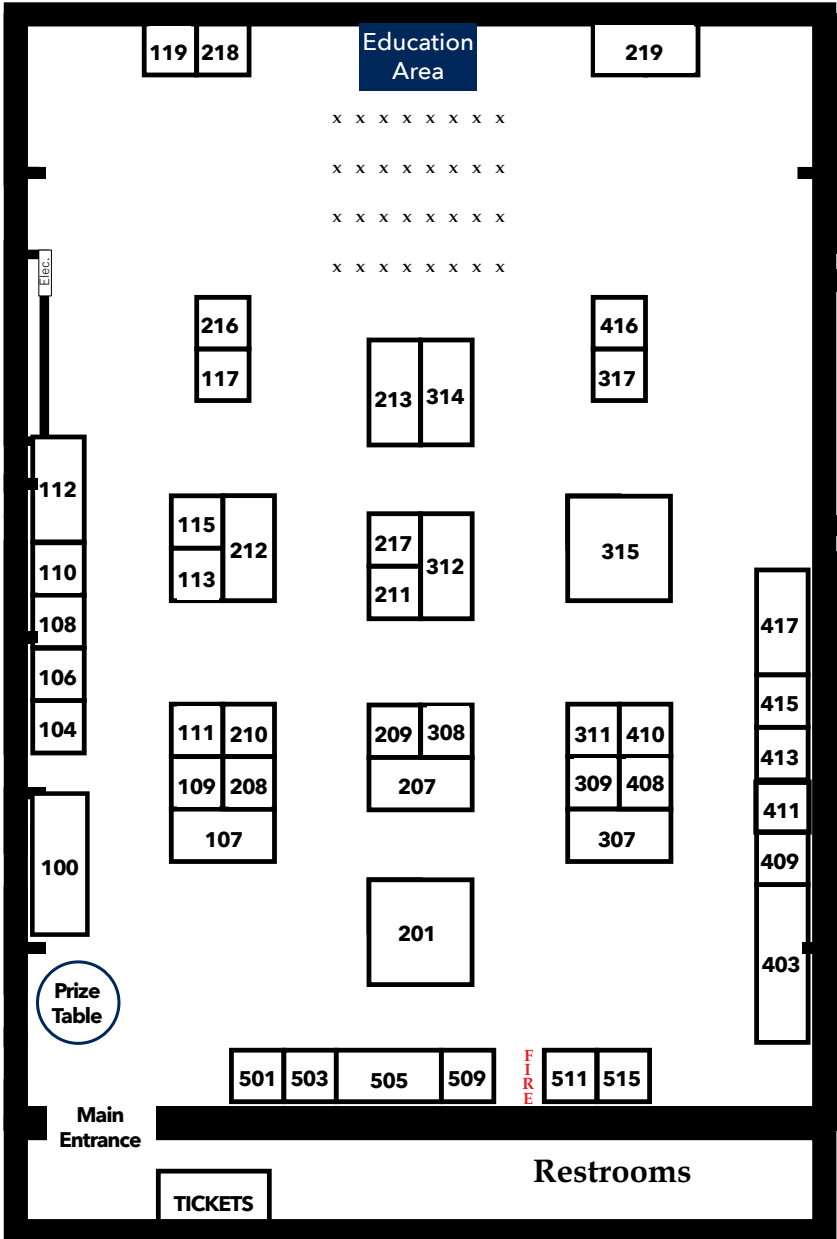 119 218
Education
Area
219
x x x x x x x x
x x x x x x x x
x x x x x x x x
x x x x x x x x
Elec.
216
416
117
317
213 314
112
115
212
113
217
312
211
315
110
108
106
104
417
415
413
411
409
403
111 210
109 208
107
209 308
207
311 410
309 408
307
100
201
Prize
Table
501 503 505 509
FIRE
511 515
Main
Entrance
TICKETS
Restrooms